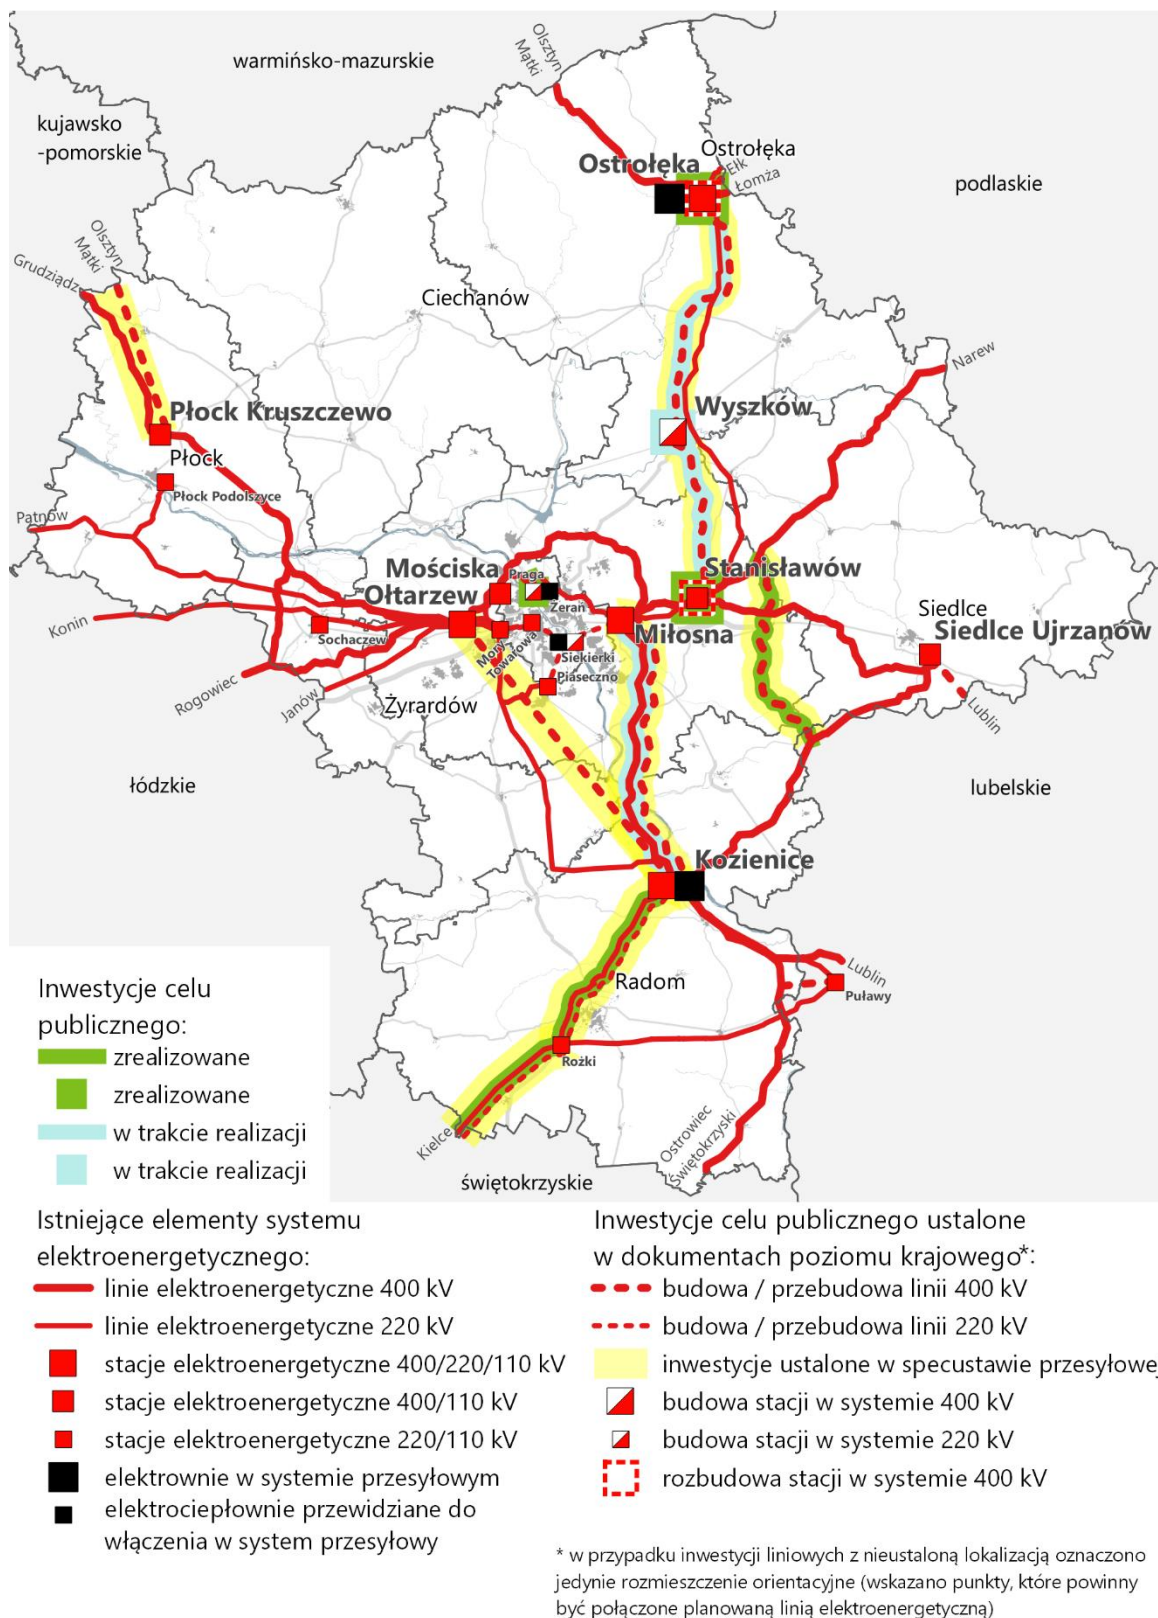 warmińsko-mazurskie
Olsztyn
Mątki
kujawsko
-pomorskie
Ostrołęka
Ostrołęka
Ełk
Łomża
podlaskie
Olsztyn
Mątki
Grudziądz
Ciechanów
Narew
Płock Kruszczewo
Wyszków
Płock
Płock Podolszyce
Pątnów
Mościska
Praga
Stanisławów
Ołtarzew
Żerań
Siedlce
Konin
Sochaczew
Mory
Towarowa
Miłosna
Siedlce Ujrzanów
Siekierki
Piaseczno
Rogowiec
Janów
Żyrardów
Lublin
łódzkie
lubelskie
Kozienice
Radom
Lublin
Puławy
Rożki
Kielce
Ostrowiec
Świętokrzyski
świętokrzyskie
Inwestycje celu
publicznego:
zrealizowane
zrealizowane
w trakcie realizacji
w trakcie realizacji
Istniejące elementy systemu
elektroenergetycznego:
linie elektroenergetyczne 400 kV
linie elektroenergetyczne 220 kV
stacje elektroenergetyczne 400/220/110 kV
stacje elektroenergetyczne 400/110 kV
stacje elektroenergetyczne 220/110 kV
elektrownie w systemie przesyłowym
elektrociepłownie przewidziane do
włączenia w system przesyłowy
Inwestycje celu publicznego ustalone
w dokumentach poziomu krajowego*:
budowa / przebudowa linii 400 kV
budowa / przebudowa linii 220 kV
inwestycje ustalone w specustawie przesyłowej
budowa stacji w systemie 400 kV
budowa stacji w systemie 220 kV
rozbudowa stacji w systemie 400 kV
* w przypadku inwestycji liniowych z nieustaloną lokalizacją oznaczono
jedynie rozmieszczenie orientacyjne (wskazano punkty, które powinny
być połączone planowaną linią elektroenergetyczną)